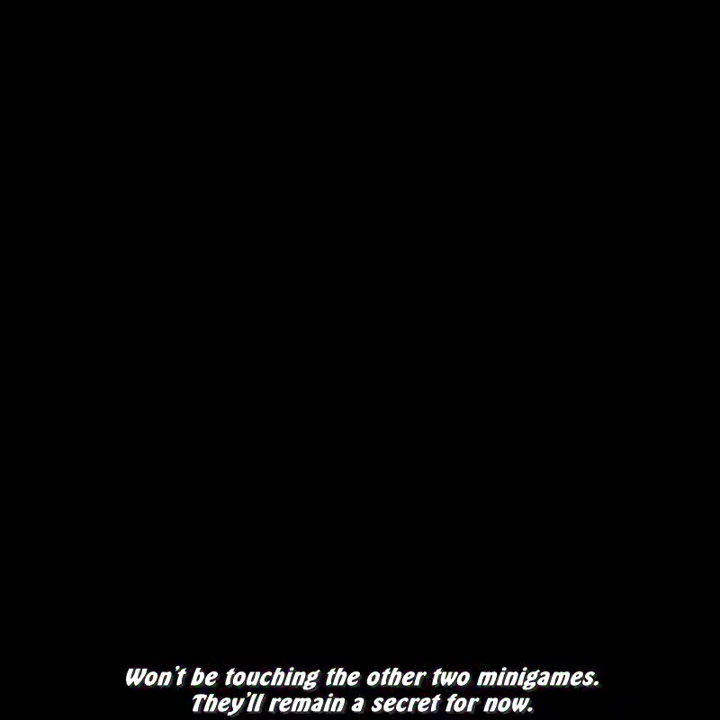 Won't be touching the other two minigames.
They'll remain a secret for now.